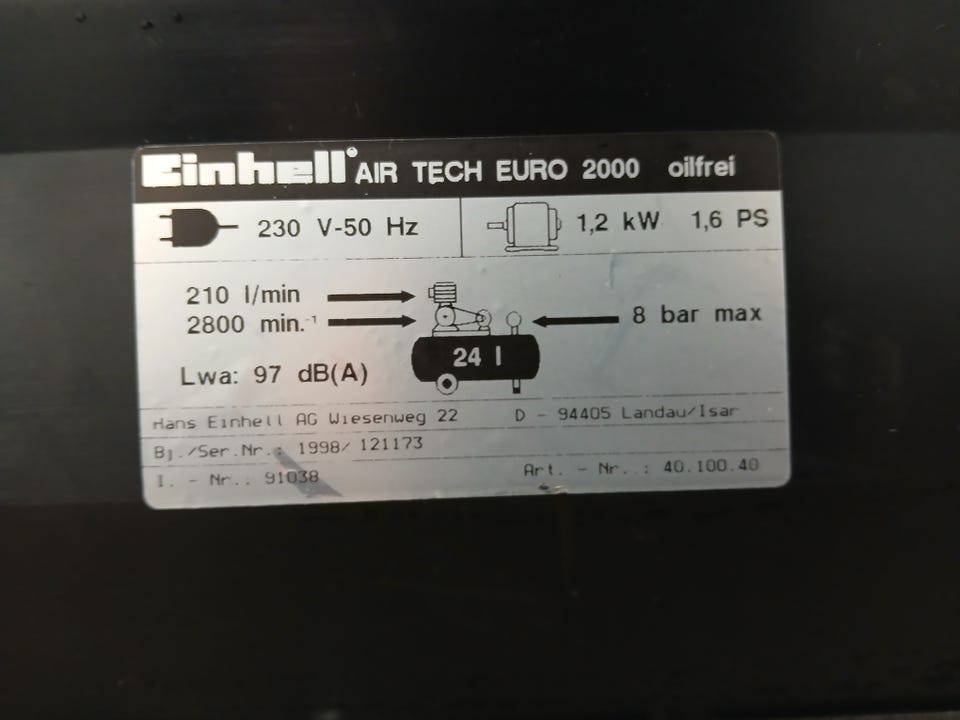 Einhell® AIR TECH EURO 2000 oilfrei
230 V-50 Hz 1,2 kW 1,6 PS
210 l/min
2800 min.⁻¹ 8 bar max
24 l
Lwa: 97 dB(A)
Hans Einhell AG Wiesenweg 22 D - 94405 Landau/Isar
Bj./Ser.Nr.: 1998/ 121173
I. - Nr.: 91038 Art. - Nr..: 40.100.40